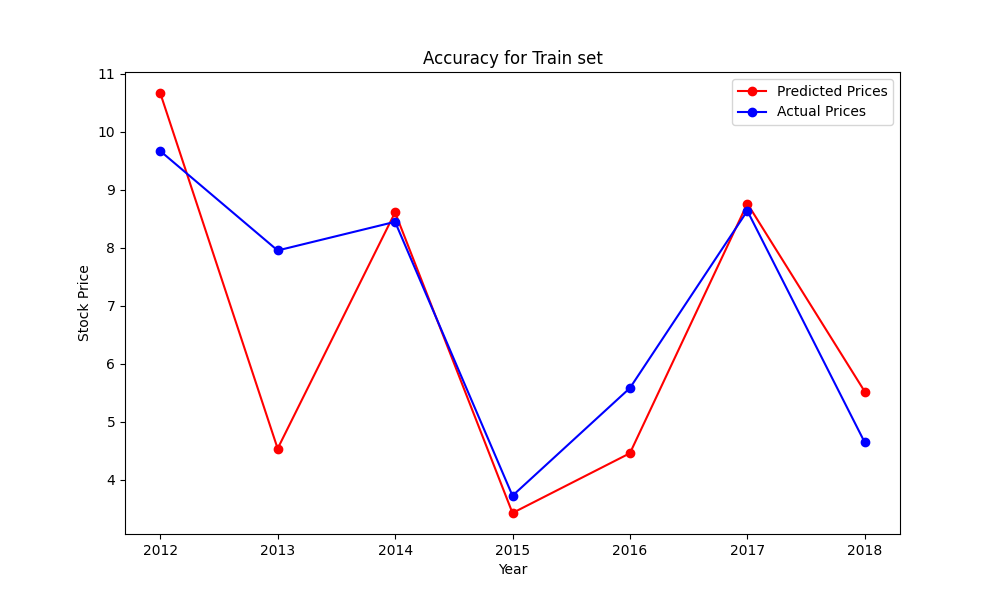 Accuracy for Train set
Predicted Prices
Actual Prices
11
10
9
8
7
6
5
4
Stock Price
2012 2013 2014 2015 2016 2017 2018
Year